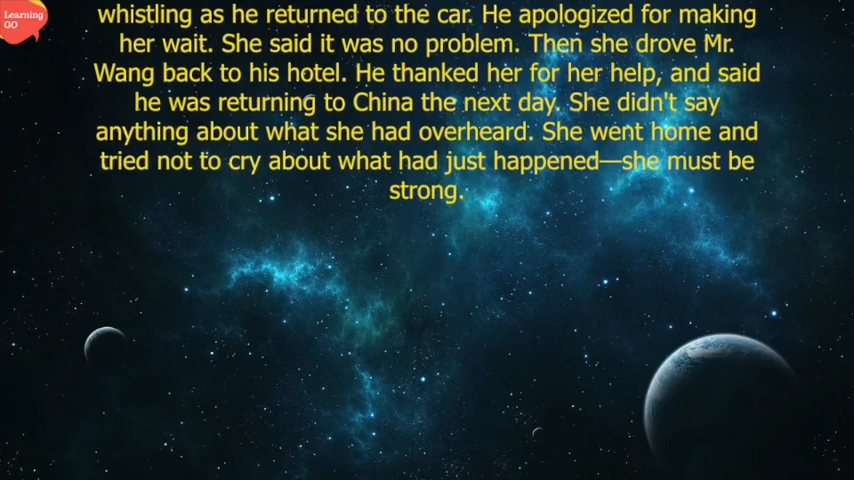 Learning
GO
whistling as he returned to the car. He apologized for making
her wait. She said it was no problem. Then she drove Mr.
Wang back to his hotel. He thanked her for her help, and said
he was returning to China the next day. She didn't say
anything about what she had overheard. She went home and
tried not to cry about what had just happened—she must be
strong.